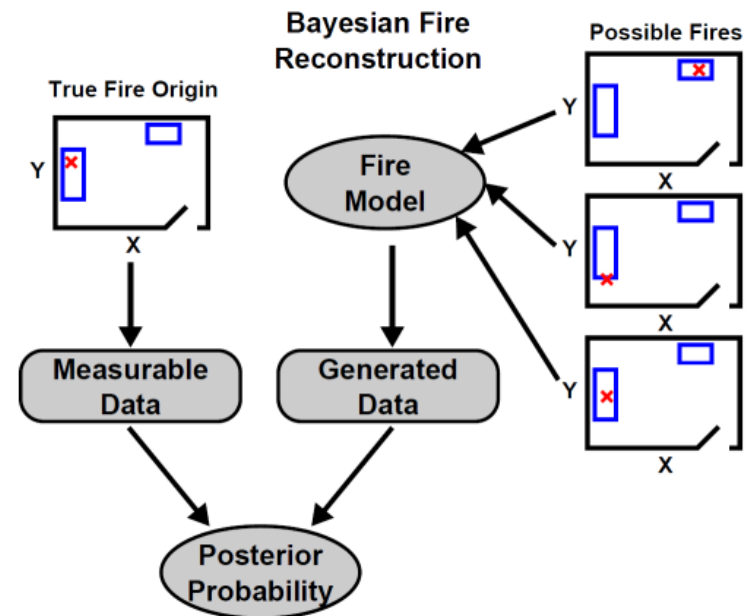 Bayesian Fire
Reconstruction
Possible Fires
True Fire Origin
Y
X
Fire
Model
Y
X
Y
X
Y
X
Measurable
Data
Generated
Data
Posterior
Probability